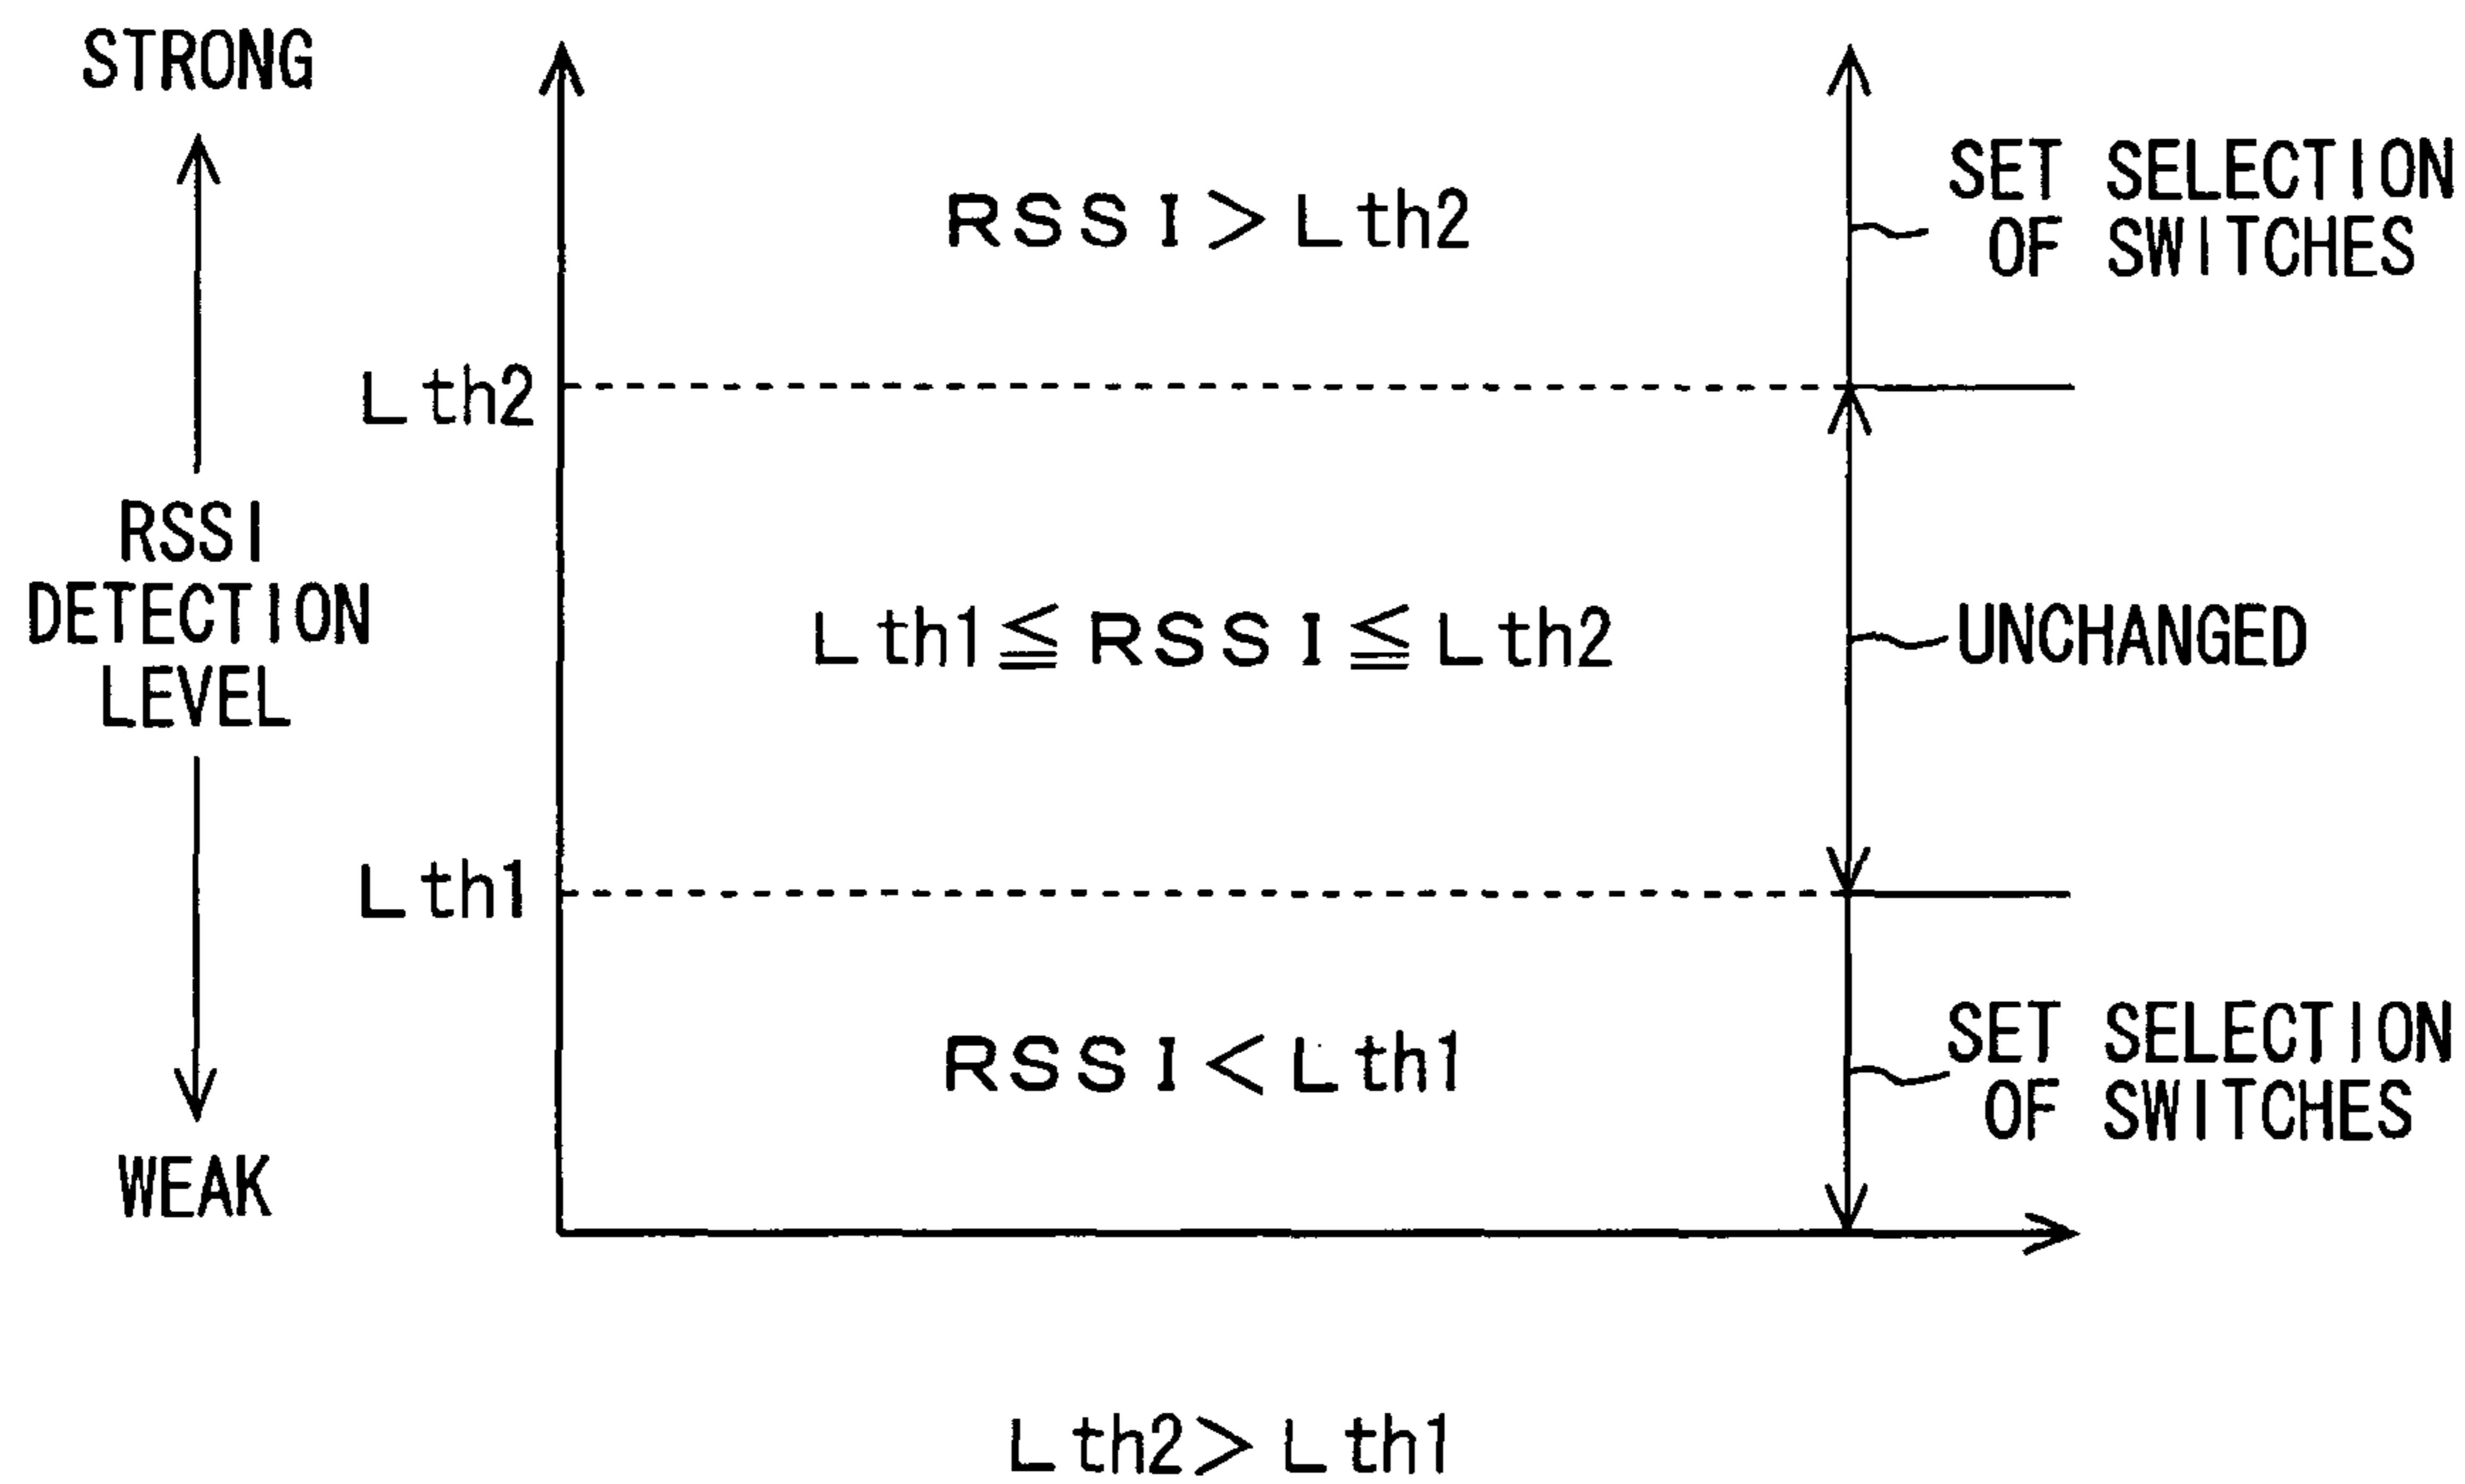 STRONG
SET SELECTION
OF SWITCHES
RSSI>Lth2
Lth2
RSSI
DETECTION
LEVEL
Lth1≦RSSI≦Lth2
UNCHANGED
Lth1
RSSI<Lth1
SET SELECTION
OF SWITCHES
WEAK
Lth2>Lth1